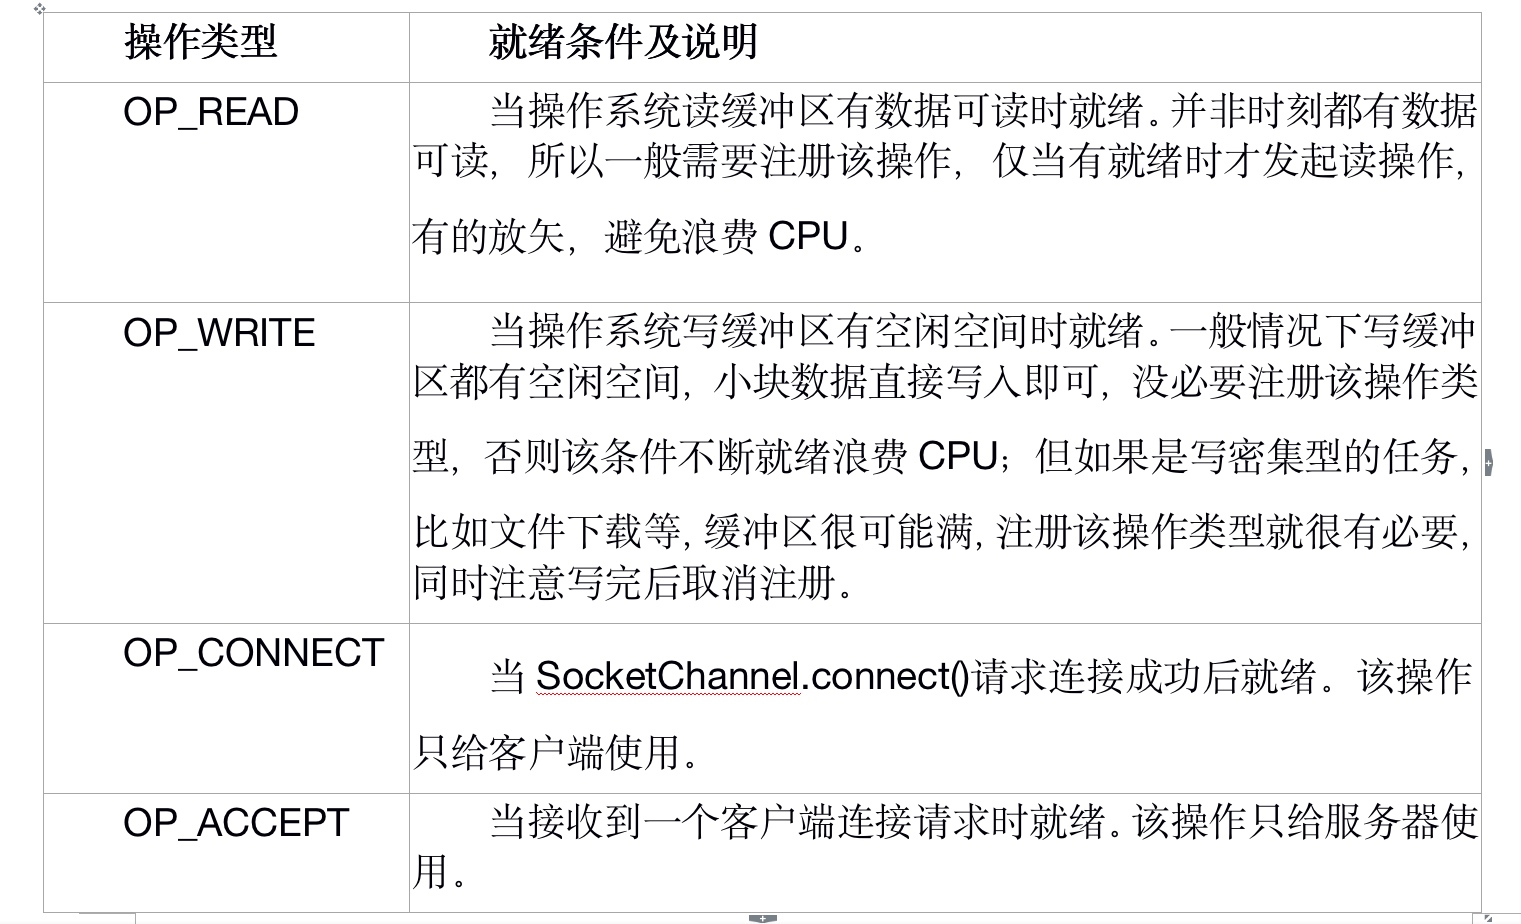 操作类型
就绪条件及说明
OP_READ
当操作系统读缓冲区有数据可读时就绪。并非时刻都有数据
可读，所以一般需要注册该操作，仅当有就绪时才发起读操作，
有的放矢，避免浪费 CPU。
OP_WRITE
当操作系统写缓冲区有空闲空间时就绪。一般情况下写缓冲
区都有空闲空间，小块数据直接写入即可，没必要注册该操作类
型，否则该条件不断就绪浪费 CPU；但如果是写密集型的任务，
比如文件下载等，缓冲区很可能满，注册该操作类型就很有必要，
同时注意写完后取消注册。
OP_CONNECT
当 SocketChannel.connect()请求连接成功后就绪。该操作
只给客户端使用。
OP_ACCEPT
当接收到一个客户端连接请求时就绪。该操作只给服务器使
用。